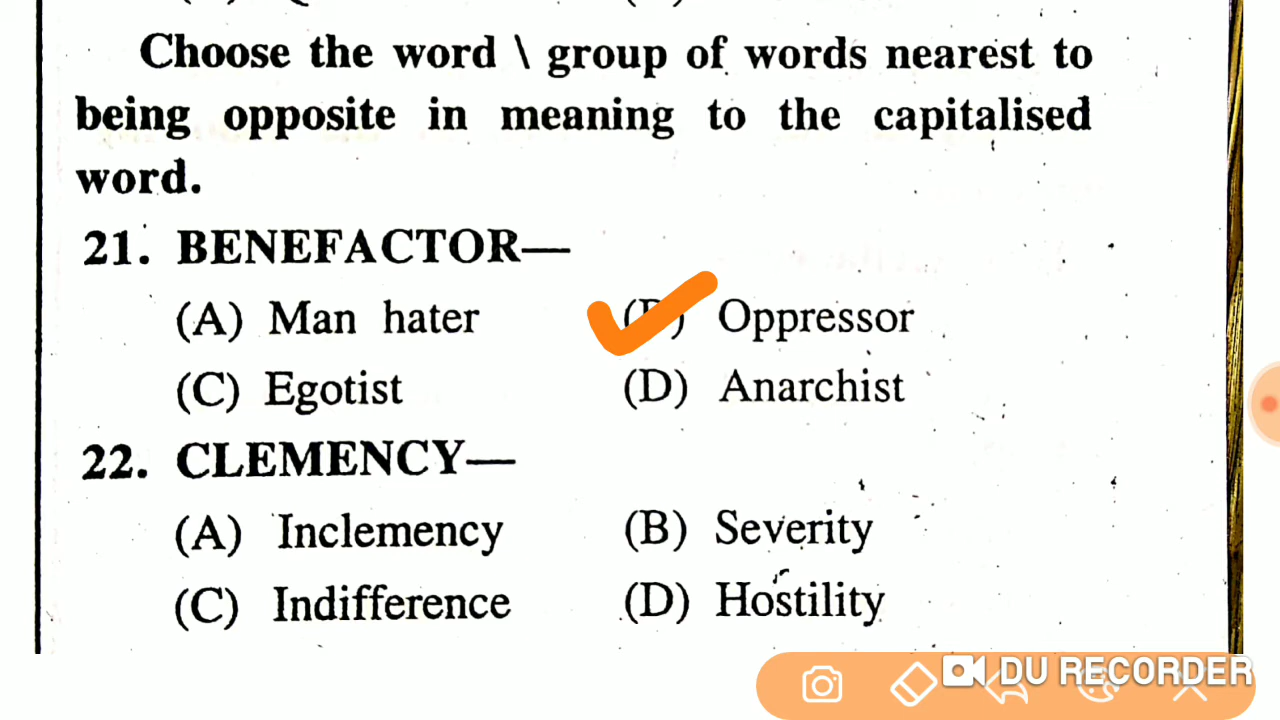 Choose the word \ group of words nearest to
being opposite in meaning to the capitalised
word.
21. BENEFACTOR—
(A) Man hater (B) Oppressor
(C) Egotist (D) Anarchist
22. CLEMENCY—
(A) Inclemency (B) Severity
(C) Indifference (D) Hostility
DU RECORDER